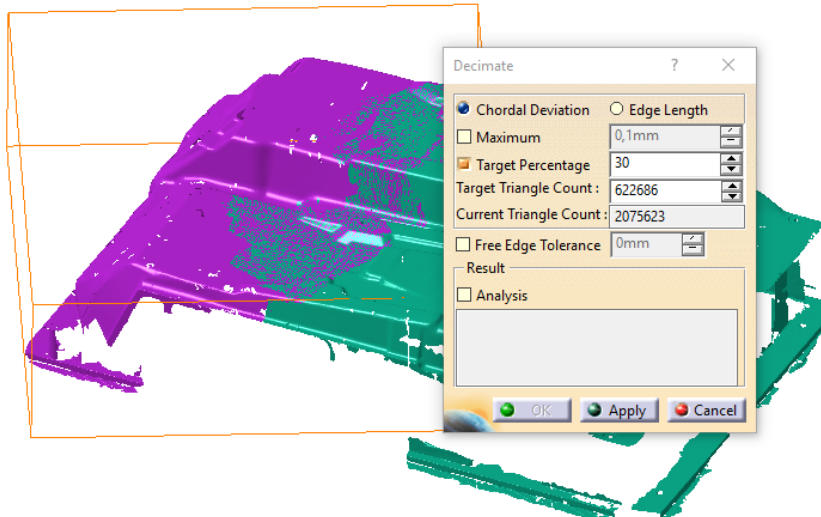 Decimate ? ×
Chordal Deviation Edge Length
Maximum 0,1mm
Target Percentage 30
Target Triangle Count : 622686
Current Triangle Count : 2075623
Free Edge Tolerance 0mm
Result
Analysis
OK Apply Cancel